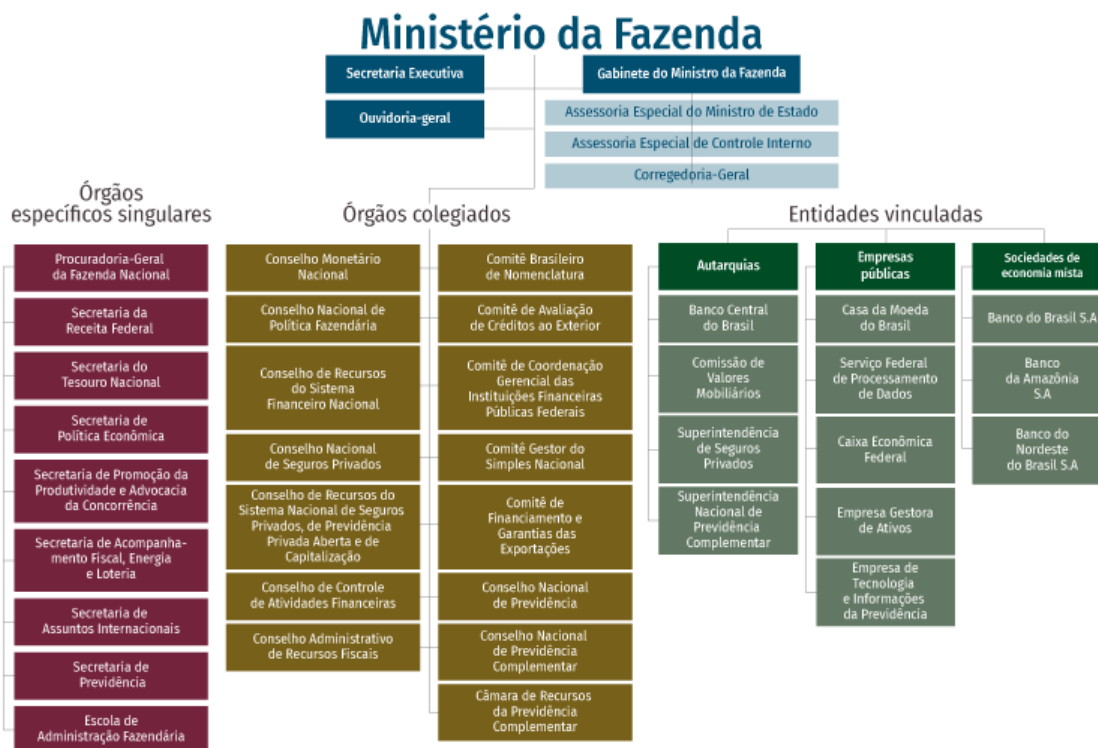 Ministério da Fazenda
Secretaria Executiva
Gabinete do Ministro da Fazenda
Ouvidoria-geral
Assessoria Especial do Ministro de Estado
Assessoria Especial de Controle Interno
Corregedoria-Geral
Órgãos
específicos singulares
Procuradoria-Geral
da Fazenda Nacional
Secretaria da
Receita Federal
Secretaria do
Tesouro Nacional
Secretaria de
Política Econômica
Secretaria de Promoção da
Produtividade e Advocacia
da Concorrência
Secretaria de Acompanha-
mento Fiscal, Energia
e Loteria
Secretaria de
Assuntos Internacionais
Secretaria de
Previdência
Escola de
Administração Fazendária
Órgãos colegiados
Conselho Monetário
Nacional
Conselho Nacional de
Política Fazendária
Conselho de Recursos
do Sistema
Financeiro Nacional
Conselho Nacional
de Seguros Privados
Conselho de Recursos do
Sistema Nacional de Seguros
Privados, de Previdência
Privada Aberta e de
Capitalização
Conselho de Controle
de Atividades Financeiras
Conselho Administrativo
de Recursos Fiscais
Comitê Brasileiro
de Nomenclatura
Comitê de Avaliação
de Créditos ao Exterior
Comitê de Coordenação
Gerencial das
Instituições Financeiras
Públicas Federais
Comitê Gestor do
Simples Nacional
Comitê de
Financiamento e
Garantias das
Exportações
Conselho Nacional
de Previdência
Conselho Nacional
de Previdência
Complementar
Câmara de Recursos
da Previdência
Complementar
Entidades vinculadas
Autarquias
Banco Central
do Brasil
Comissão de
Valores
Mobiliários
Superintendência
de Seguros
Privados
Superintendência
Nacional de
Previdência
Complementar
Empresas
públicas
Casa da Moeda
do Brasil
Serviço Federal
de Processamento
de Dados
Caixa Econômica
Federal
Empresa Gestora
de Ativos
Empresa de
Tecnologia
e Informações
da Previdência
Sociedades de
economia mista
Banco do Brasil S.A
Banco
da Amazônia
S.A
Banco do
Nordeste
do Brasil S.A